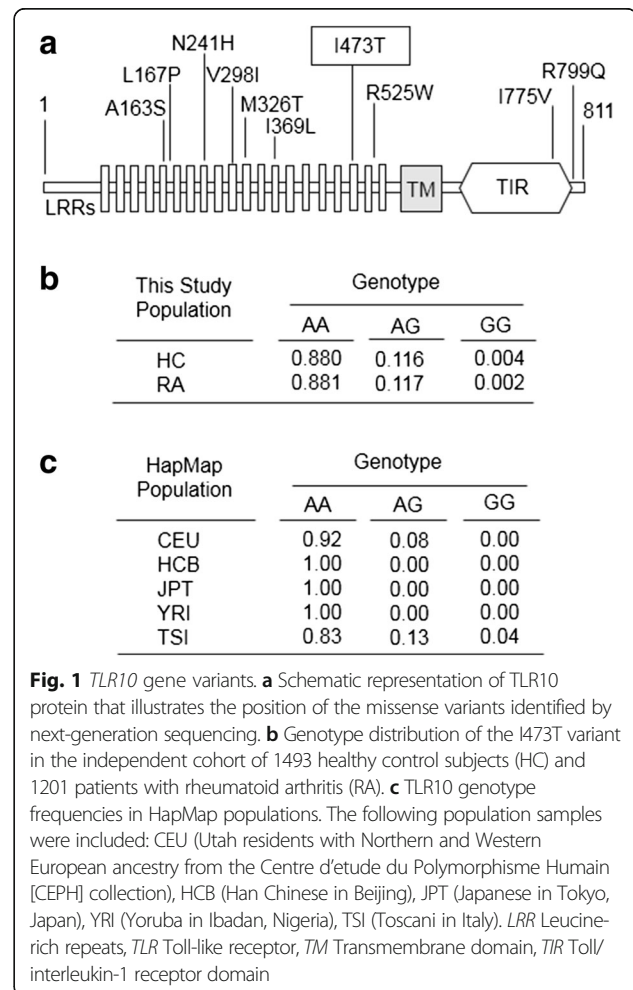 a
N241H
I473T
L167P
V298I
R799Q
A163S
M326T
R525W
I775V
1
I369L
811
LRRs
TM
TIR
b
This Study Population
Genotype
AA AG GG
HC 0.880 0.116 0.004
RA 0.881 0.117 0.002
c
HapMap Population
Genotype
AA AG GG
CEU 0.92 0.08 0.00
HCB 1.00 0.00 0.00
JPT 1.00 0.00 0.00
YRI 1.00 0.00 0.00
TSI 0.83 0.13 0.04
Fig. 1 TLR10 gene variants. a Schematic representation of TLR10
protein that illustrates the position of the missense variants identified by
next-generation sequencing. b Genotype distribution of the I473T variant
in the independent cohort of 1493 healthy control subjects (HC) and
1201 patients with rheumatoid arthritis (RA). c TLR10 genotype
frequencies in HapMap populations. The following population samples
were included: CEU (Utah residents with Northern and Western
European ancestry from the Centre d'etude du Polymorphisme Humain
[CEPH] collection), HCB (Han Chinese in Beijing), JPT (Japanese in Tokyo,
Japan), YRI (Yoruba in Ibadan, Nigeria), TSI (Toscani in Italy). LRR Leucine-
rich repeats, TLR Toll-like receptor, TM Transmembrane domain, TIR Toll/
interleukin-1 receptor domain